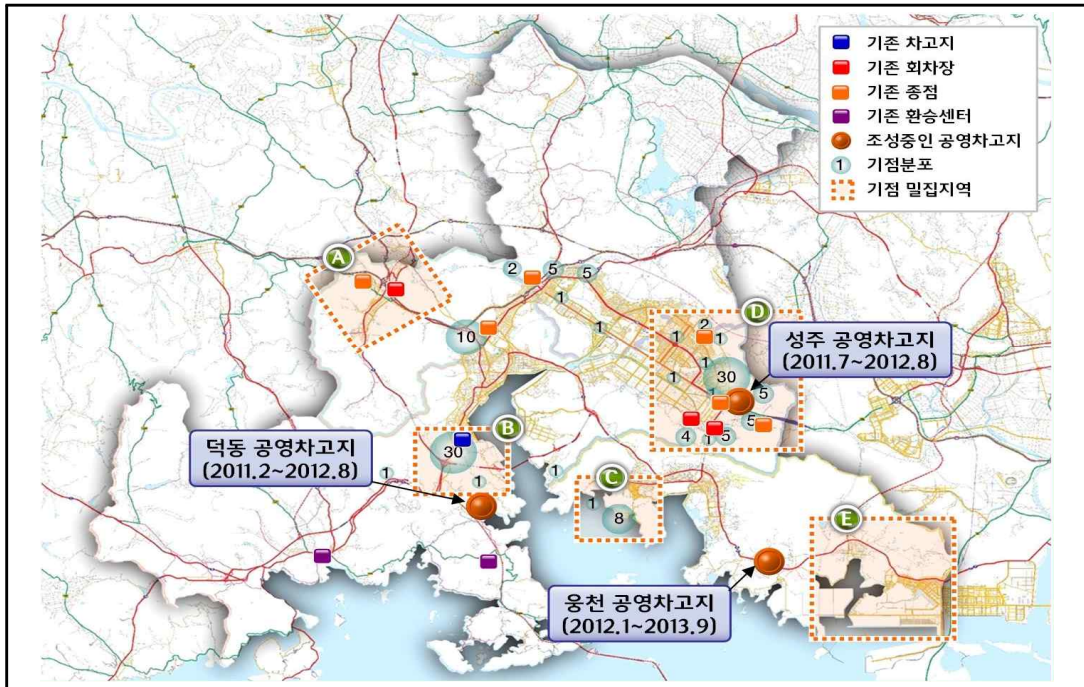 기존 차고지
기존 회차장
기존 종점
기존 환승센터
조성중인 공영차고지
1 기점분포
기점 밀집지역
A
2
5
5
1
10
1
D
2
1
1
1
1
30
5
5
4
1
5
성주 공영차고지
(2011.7~2012.8)
B
30
1
1
1
덕동 공영차고지
(2011.2~2012.8)
C
1
8
E
웅천 공영차고지
(2012.1~2013.9)